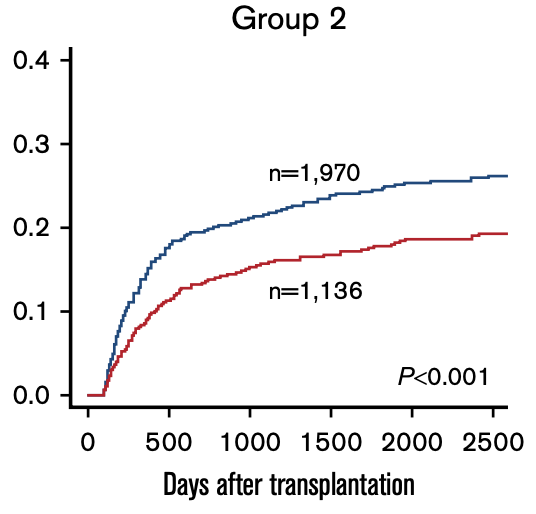 Group 2
0.4
0.3
n=1,970
0.2
n=1,136
0.1
P<0.001
0.0
0 500 1000 1500 2000 2500
Days after transplantation